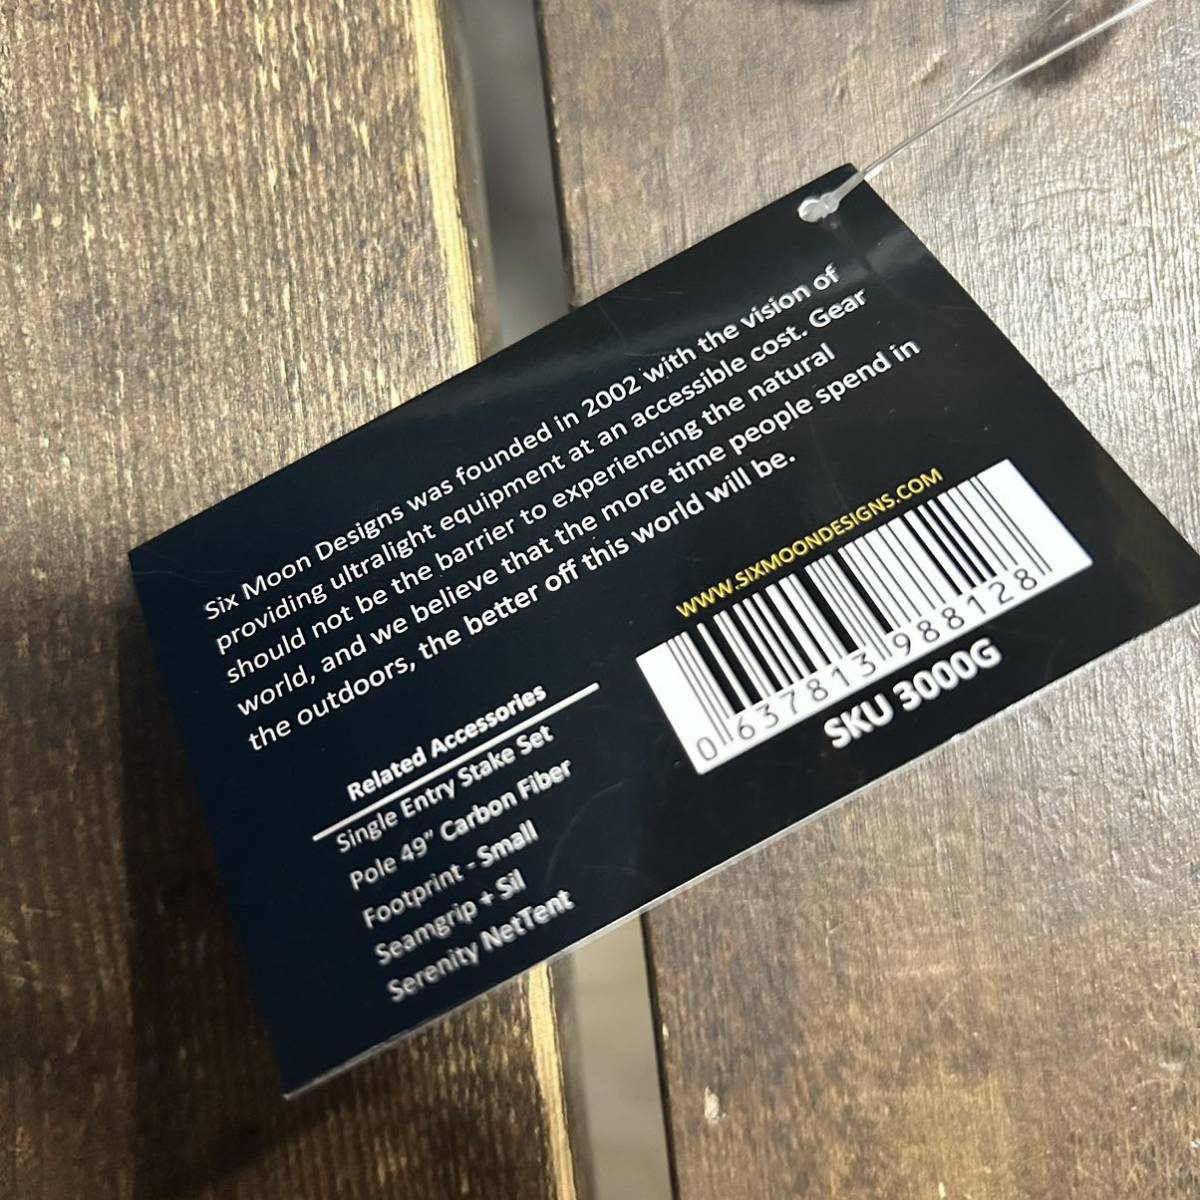 Six Moon Designs was founded in 2002 with the vision of
providing ultralight equipment at an accessible cost. Gear
should not be the barrier to experiencing the natural
world, and we believe that the more time people spend in
the outdoors, the better off this world will be.
Related Accessories
Single Entry Stake Set
Pole 49" Carbon Fiber
Footprint - Small
Seamgrip + Sil
Serenity NetTent
WWW.SIXMOONDESIGNS.COM
0 637813 988128
SKU 3000G